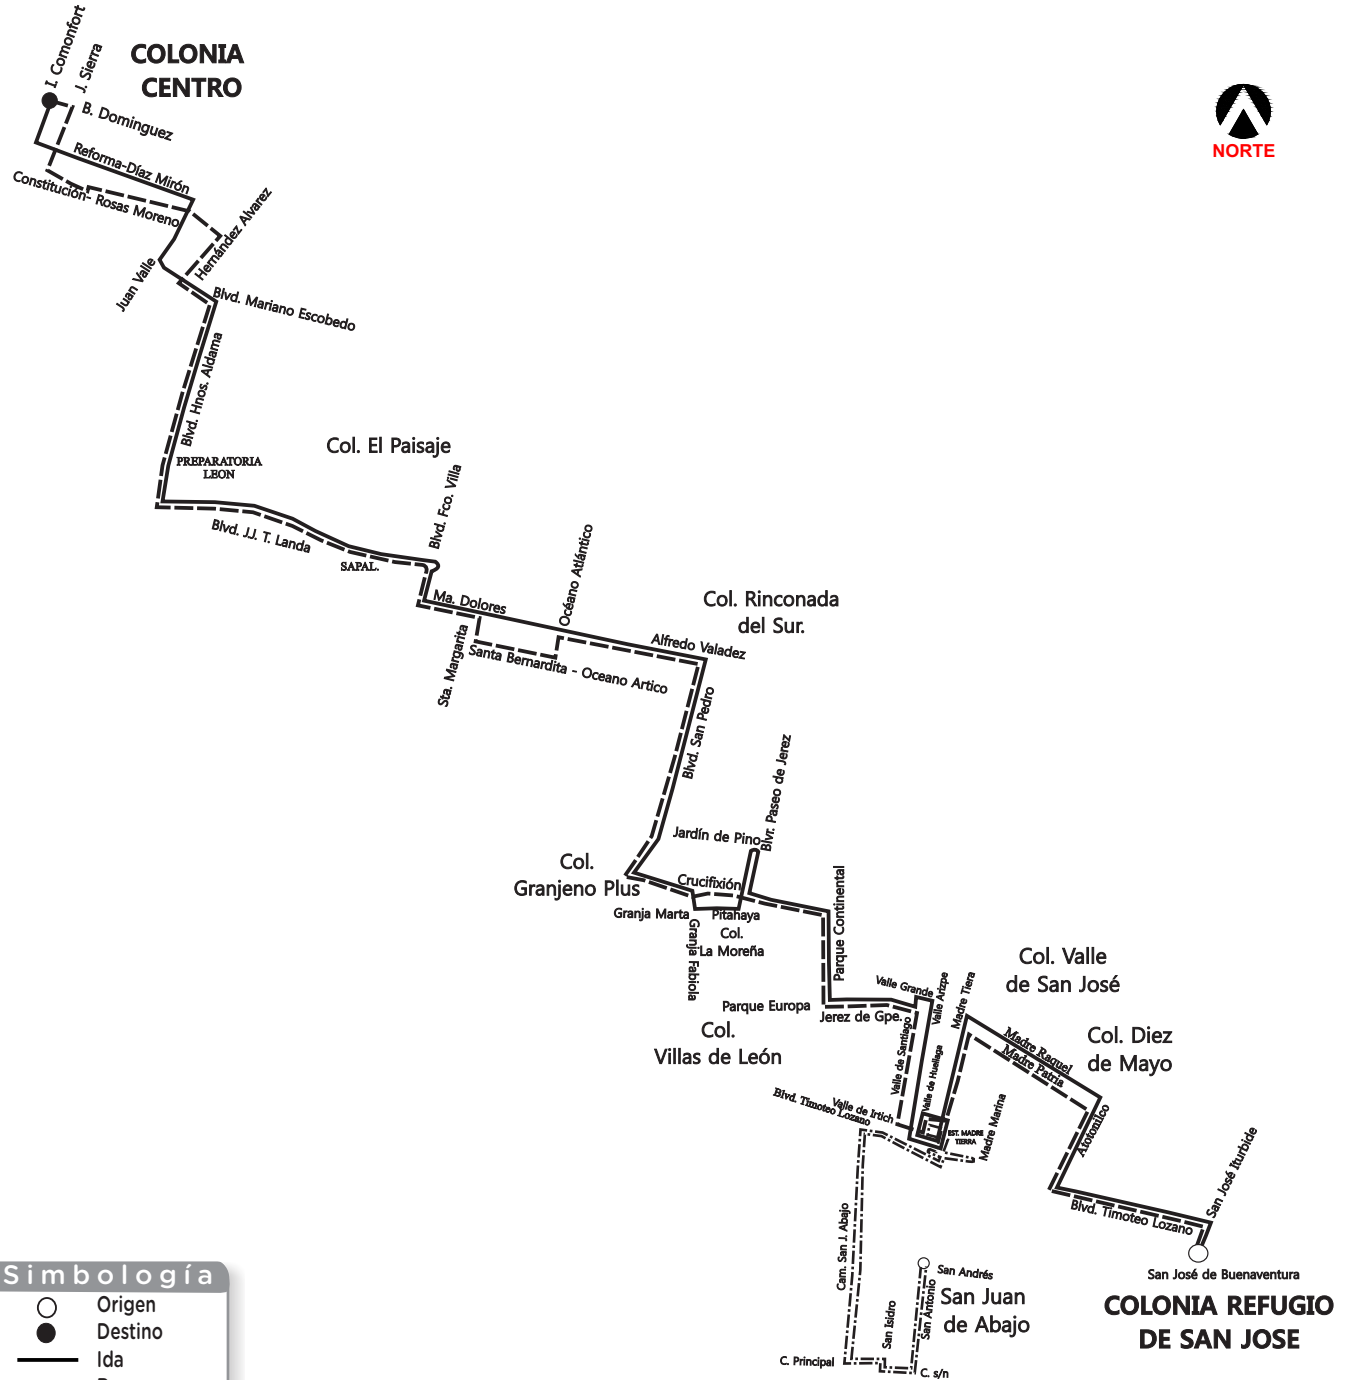 I. Comonfort
J. Sierra
COLONIA
CENTRO
B. Dominguez
Reforma-Díaz Mirón
Constitución- Rosas Moreno
Hernández Alvarez
Juan Valle
NORTE
Blvd. Mariano Escobedo
Blvd. Hnos. Aldama
PREPARATORIA
LEON
Col. El Paisaje
Blvd. J.J. T. Landa
SAPAL.
Blvd. Fco. Villa
Ma. Dolores
Océano Atlántico
Sta. Margarita
Santa Bernardita - Oceano Artico
Col. Rinconada
del Sur.
Alfredo Valadez
Blvd. San Pedro
Blvr. Paseo de Jerez
Jardín de Pino
Col.
Granjeno Plus
Crucifixión
Granja Marta
Pitahaya
Col.
La Moreña
Granja Fabiola
Parque Continental
Parque Europa
Jerez de Gpe.
Col.
Villas de León
Valle Grande
Valle Arizpe
Valle de Santiago
Valle de Huallaga
Madre Tiera
Col. Valle
de San José
Col. Diez
de Mayo
Madre Raquel
Madre Patria
Valle de Irtich
Blvd. Timoteo Lozano
EST. MADRE
TIERRA
Madre Marina
Atotonilco
Blvd. Timoteo Lozano
San José Iturbide
San José de Buenaventura
COLONIA REFUGIO
DE SAN JOSE
Cam. San J. Abajo
San Andrés
San Juan
de Abajo
San Antonio
San Isidro
C. Principal
C. s/n
Simbología
Origen
Destino
Ida